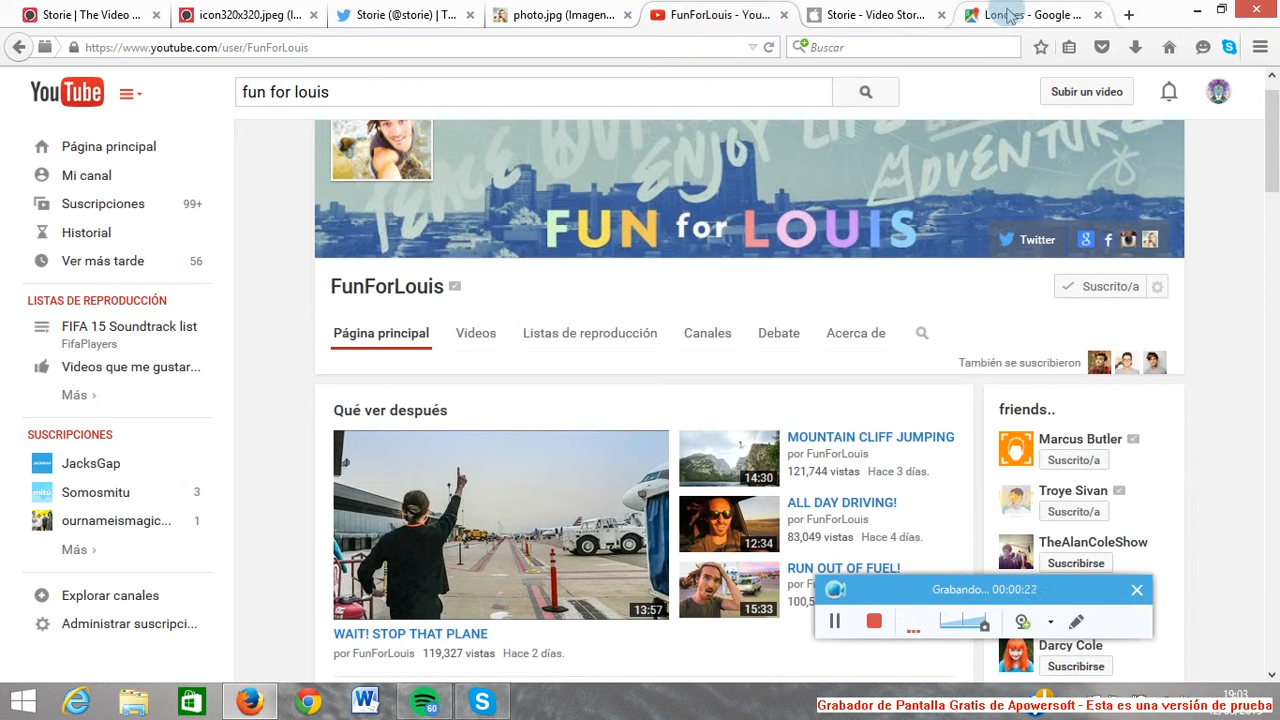 Storie | The Video ...
icon320x320.jpeg (I...
Storie (@storie) | T...
photo.jpg (Imagen...
FunForLouis - You...
Storie - Video Stor...
Londres - Google ...
https://www.youtube.com/user/FunForLouis
Buscar
YouTube
fun for louis
Subir un video
Página principal
Mi canal
Suscripciones 99+
Historial
Ver más tarde 56
LISTAS DE REPRODUCCIÓN
FIFA 15 Soundtrack list
FifaPlayers
Videos que me gustar...
Más ›
SUSCRIPCIONES
JacksGap
Somosmitu 3
ournameismagic... 1
Más ›
Explorar canales
Administrar suscripci...
ENJOY
ADVENTURE
FUN for LOUIS
Twitter
FunForLouis
Suscrito/a
Página principal
Videos
Listas de reproducción
Canales
Debate
Acerca de
También se suscribieron
Qué ver después
13:57
WAIT! STOP THAT PLANE
por FunForLouis 119,327 vistas Hace 2 días.
14:30
MOUNTAIN CLIFF JUMPING
por FunForLouis
121,744 vistas Hace 3 días.
12:34
ALL DAY DRIVING!
por FunForLouis
83,049 vistas Hace 4 días.
15:33
RUN OUT OF FUEL!
friends..
Marcus Butler
Suscrito/a
Troye Sivan
Suscrito/a
TheAlanColeShow
Suscribirse
Grabando... 00:00:22
Darcy Cole
Suscribirse
60
19:03
Grabador de Pantalla Gratis de Apowersoft - Esta es una versión de prueba